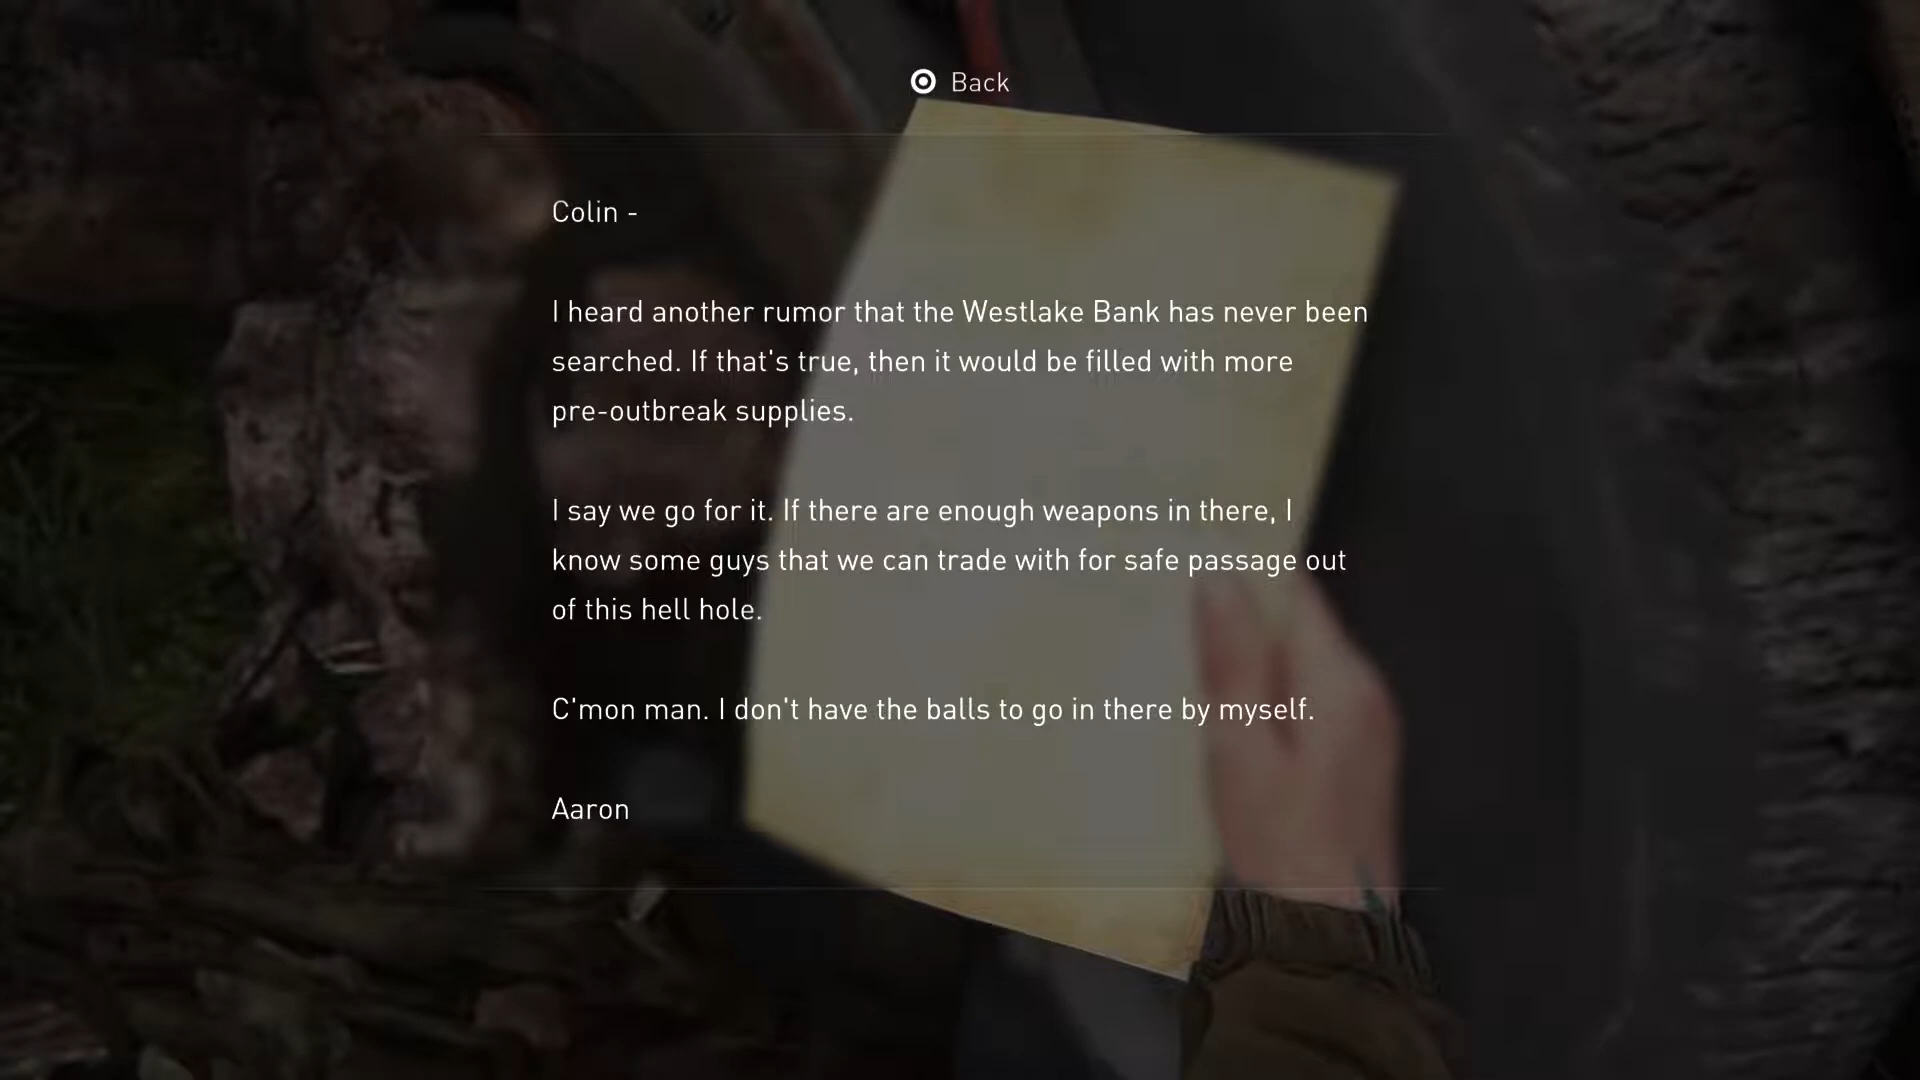 Back
Colin -
I heard another rumor that the Westlake Bank has never been
searched. If that's true, then it would be filled with more
pre-outbreak supplies.
I say we go for it. If there are enough weapons in there, I
know some guys that we can trade with for safe passage out
of this hell hole.
C'mon man. I don't have the balls to go in there by myself.
Aaron